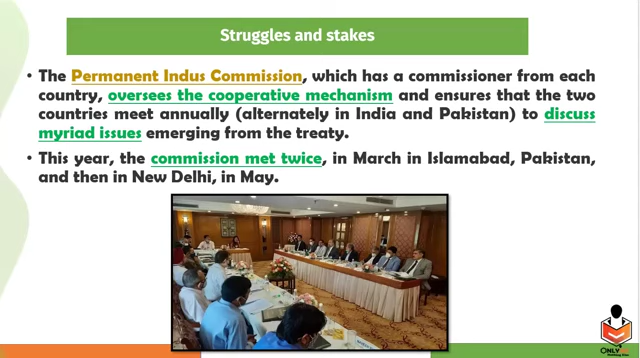 Struggles and stakes
• The Permanent Indus Commission, which has a commissioner from each
country, oversees the cooperative mechanism and ensures that the two
countries meet annually (alternately in India and Pakistan) to discuss
myriad issues emerging from the treaty.
• This year, the commission met twice, in March in Islamabad, Pakistan,
and then in New Delhi, in May.
ONLY